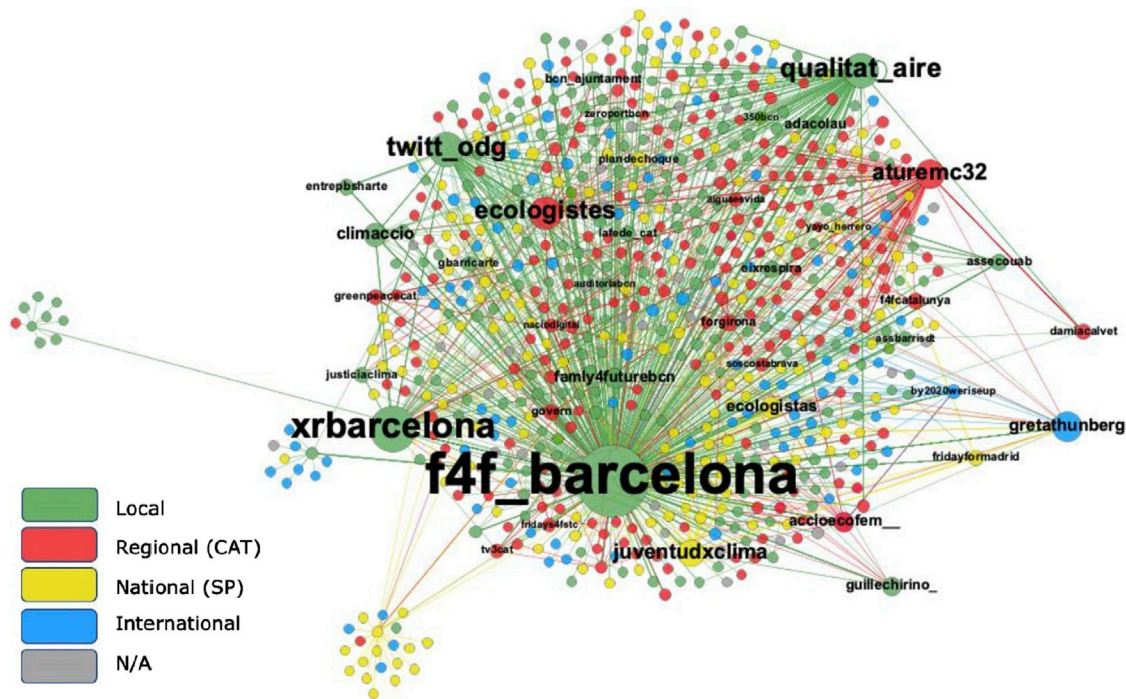 qualitat_aire
bcn_ajuntament
zeroportbcn
350bcn
adacolau
twitt_odg
plandechoque
aturemc32
entrepbsharte
aiguaesvida
ecologistes
yayo_herrero
climaccio
lafede_cat
gbarricarte
eixrespira
assecouab
auditoriabcn
greenpeacecat
f4fcatalunya
naciodigital
forgirona
damiacalvet
assbarrisdt
soscostabrava
justiciaclima
famly4futurebcn
by2020weriseup
govern
ecologistas
xrbarcelona
gretathunberg
f4f_barcelona
fridayformadrid
accioecofem__
fridays4fstc
tv3cat
juventudxclima
guillechirino_
Local
Regional (CAT)
National (SP)
International
N/A